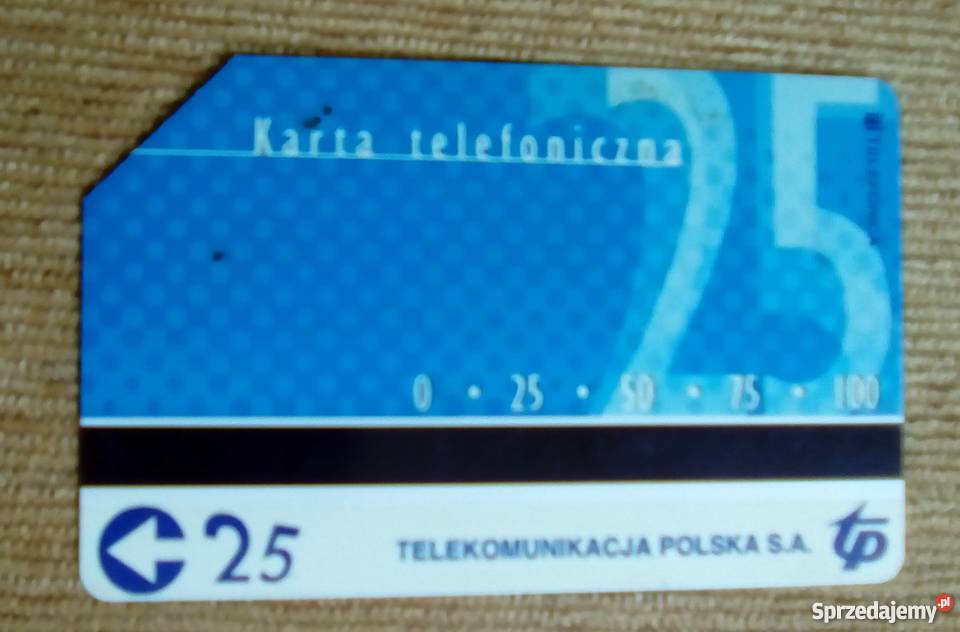 Karta telefoniczna
25
0 • 25 • 50 • 75 • 100
25
TELEKOMUNIKACJA POLSKA S.A.
tp
Sprzedajemy.pl